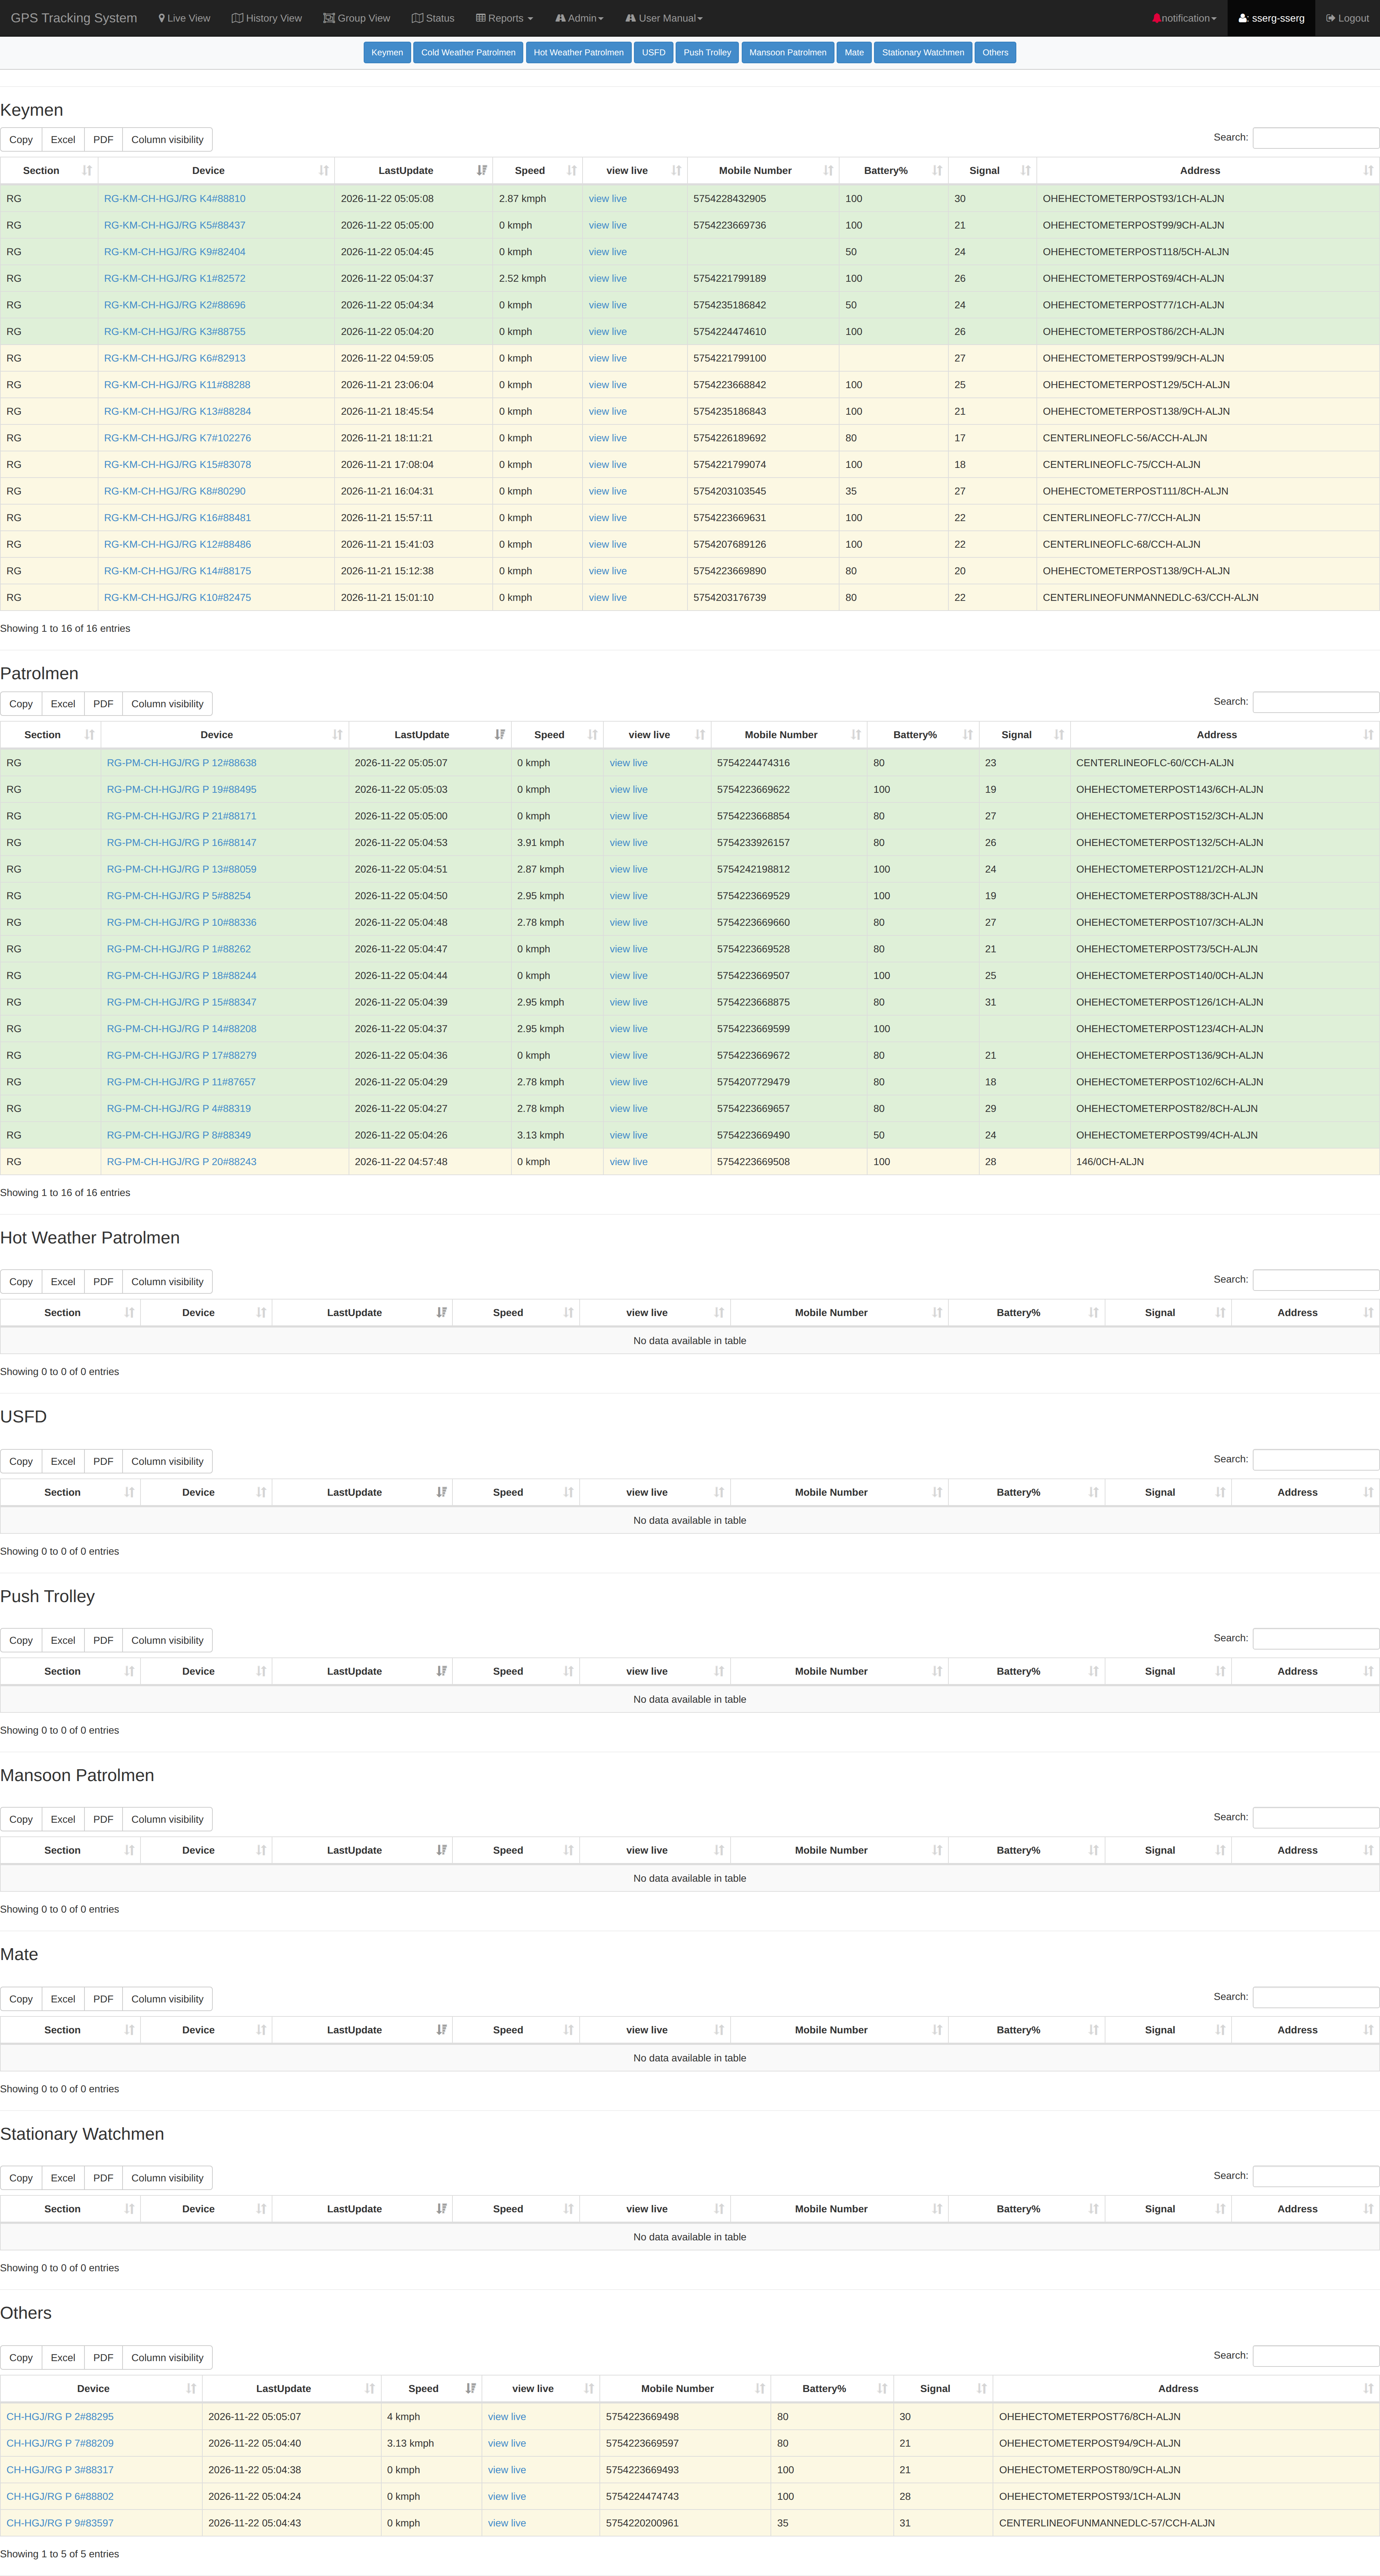 GPS Tracking System Live View History View Group View Status Reports Admin User Manual notification : sserg-sserg Logout
Keymen Cold Weather Patrolmen Hot Weather Patrolmen USFD Push Trolley Mansoon Patrolmen Mate Stationary Watchmen Others
Keymen
Copy Excel PDF Column visibility Search:
Section Device LastUpdate Speed view live Mobile Number Battery% Signal Address
RG RG-KM-CH-HGJ/RG K4#88810 2026-11-22 05:05:08 2.87 kmph view live 5754228432905 100 30 OHEHECTOMETERPOST93/1CH-ALJN
RG RG-KM-CH-HGJ/RG K5#88437 2026-11-22 05:05:00 0 kmph view live 5754223669736 100 21 OHEHECTOMETERPOST99/9CH-ALJN
RG RG-KM-CH-HGJ/RG K9#82404 2026-11-22 05:04:45 0 kmph view live 50 24 OHEHECTOMETERPOST118/5CH-ALJN
RG RG-KM-CH-HGJ/RG K1#82572 2026-11-22 05:04:37 2.52 kmph view live 5754221799189 100 26 OHEHECTOMETERPOST69/4CH-ALJN
RG RG-KM-CH-HGJ/RG K2#88696 2026-11-22 05:04:34 0 kmph view live 5754235186842 50 24 OHEHECTOMETERPOST77/1CH-ALJN
RG RG-KM-CH-HGJ/RG K3#88755 2026-11-22 05:04:20 0 kmph view live 5754224474610 100 26 OHEHECTOMETERPOST86/2CH-ALJN
RG RG-KM-CH-HGJ/RG K6#82913 2026-11-22 04:59:05 0 kmph view live 5754221799100 27 OHEHECTOMETERPOST99/9CH-ALJN
RG RG-KM-CH-HGJ/RG K11#88288 2026-11-21 23:06:04 0 kmph view live 5754223668842 100 25 OHEHECTOMETERPOST129/5CH-ALJN
RG RG-KM-CH-HGJ/RG K13#88284 2026-11-21 18:45:54 0 kmph view live 5754235186843 100 21 OHEHECTOMETERPOST138/9CH-ALJN
RG RG-KM-CH-HGJ/RG K7#102276 2026-11-21 18:11:21 0 kmph view live 5754226189692 80 17 CENTERLINEOFLC-56/ACCH-ALJN
RG RG-KM-CH-HGJ/RG K15#83078 2026-11-21 17:08:04 0 kmph view live 5754221799074 100 18 CENTERLINEOFLC-75/CCH-ALJN
RG RG-KM-CH-HGJ/RG K8#80290 2026-11-21 16:04:31 0 kmph view live 5754203103545 35 27 OHEHECTOMETERPOST111/8CH-ALJN
RG RG-KM-CH-HGJ/RG K16#88481 2026-11-21 15:57:11 0 kmph view live 5754223669631 100 22 CENTERLINEOFLC-77/CCH-ALJN
RG RG-KM-CH-HGJ/RG K12#88486 2026-11-21 15:41:03 0 kmph view live 5754207689126 100 22 CENTERLINEOFLC-68/CCH-ALJN
RG RG-KM-CH-HGJ/RG K14#88175 2026-11-21 15:12:38 0 kmph view live 5754223669890 80 20 OHEHECTOMETERPOST138/9CH-ALJN
RG RG-KM-CH-HGJ/RG K10#82475 2026-11-21 15:01:10 0 kmph view live 5754203176739 80 22 CENTERLINEOFUNMANNEDLC-63/CCH-ALJN
Showing 1 to 16 of 16 entries
Patrolmen
Copy Excel PDF Column visibility Search:
Section Device LastUpdate Speed view live Mobile Number Battery% Signal Address
RG RG-PM-CH-HGJ/RG P 12#88638 2026-11-22 05:05:07 0 kmph view live 5754224474316 80 23 CENTERLINEOFLC-60/CCH-ALJN
RG RG-PM-CH-HGJ/RG P 19#88495 2026-11-22 05:05:03 0 kmph view live 5754223669622 100 19 OHEHECTOMETERPOST143/6CH-ALJN
RG RG-PM-CH-HGJ/RG P 21#88171 2026-11-22 05:05:00 0 kmph view live 5754223668854 80 27 OHEHECTOMETERPOST152/3CH-ALJN
RG RG-PM-CH-HGJ/RG P 16#88147 2026-11-22 05:04:53 3.91 kmph view live 5754233926157 80 26 OHEHECTOMETERPOST132/5CH-ALJN
RG RG-PM-CH-HGJ/RG P 13#88059 2026-11-22 05:04:51 2.87 kmph view live 5754242198812 100 24 OHEHECTOMETERPOST121/2CH-ALJN
RG RG-PM-CH-HGJ/RG P 5#88254 2026-11-22 05:04:50 2.95 kmph view live 5754223669529 100 19 OHEHECTOMETERPOST88/3CH-ALJN
RG RG-PM-CH-HGJ/RG P 10#88336 2026-11-22 05:04:48 2.78 kmph view live 5754223669660 80 27 OHEHECTOMETERPOST107/3CH-ALJN
RG RG-PM-CH-HGJ/RG P 1#88262 2026-11-22 05:04:47 0 kmph view live 5754223669528 80 21 OHEHECTOMETERPOST73/5CH-ALJN
RG RG-PM-CH-HGJ/RG P 18#88244 2026-11-22 05:04:44 0 kmph view live 5754223669507 100 25 OHEHECTOMETERPOST140/0CH-ALJN
RG RG-PM-CH-HGJ/RG P 15#88347 2026-11-22 05:04:39 2.95 kmph view live 5754223668875 80 31 OHEHECTOMETERPOST126/1CH-ALJN
RG RG-PM-CH-HGJ/RG P 14#88208 2026-11-22 05:04:37 2.95 kmph view live 5754223669599 100 OHEHECTOMETERPOST123/4CH-ALJN
RG RG-PM-CH-HGJ/RG P 17#88279 2026-11-22 05:04:36 0 kmph view live 5754223669672 80 21 OHEHECTOMETERPOST136/9CH-ALJN
RG RG-PM-CH-HGJ/RG P 11#87657 2026-11-22 05:04:29 2.78 kmph view live 5754207729479 80 18 OHEHECTOMETERPOST102/6CH-ALJN
RG RG-PM-CH-HGJ/RG P 4#88319 2026-11-22 05:04:27 2.78 kmph view live 5754223669657 80 29 OHEHECTOMETERPOST82/8CH-ALJN
RG RG-PM-CH-HGJ/RG P 8#88349 2026-11-22 05:04:26 3.13 kmph view live 5754223669490 50 24 OHEHECTOMETERPOST99/4CH-ALJN
RG RG-PM-CH-HGJ/RG P 20#88243 2026-11-22 04:57:48 0 kmph view live 5754223669508 100 28 146/0CH-ALJN
Showing 1 to 16 of 16 entries
Hot Weather Patrolmen
Copy Excel PDF Column visibility Search:
Section Device LastUpdate Speed view live Mobile Number Battery% Signal Address
No data available in table
Showing 0 to 0 of 0 entries
USFD
Copy Excel PDF Column visibility Search:
Section Device LastUpdate Speed view live Mobile Number Battery% Signal Address
No data available in table
Showing 0 to 0 of 0 entries
Push Trolley
Copy Excel PDF Column visibility Search:
Section Device LastUpdate Speed view live Mobile Number Battery% Signal Address
No data available in table
Showing 0 to 0 of 0 entries
Mansoon Patrolmen
Copy Excel PDF Column visibility Search:
Section Device LastUpdate Speed view live Mobile Number Battery% Signal Address
No data available in table
Showing 0 to 0 of 0 entries
Mate
Copy Excel PDF Column visibility Search:
Section Device LastUpdate Speed view live Mobile Number Battery% Signal Address
No data available in table
Showing 0 to 0 of 0 entries
Stationary Watchmen
Copy Excel PDF Column visibility Search:
Section Device LastUpdate Speed view live Mobile Number Battery% Signal Address
No data available in table
Showing 0 to 0 of 0 entries
Others
Copy Excel PDF Column visibility Search:
Device LastUpdate Speed view live Mobile Number Battery% Signal Address
CH-HGJ/RG P 2#88295 2026-11-22 05:05:07 4 kmph view live 5754223669498 80 30 OHEHECTOMETERPOST76/8CH-ALJN
CH-HGJ/RG P 7#88209 2026-11-22 05:04:40 3.13 kmph view live 5754223669597 80 21 OHEHECTOMETERPOST94/9CH-ALJN
CH-HGJ/RG P 3#88317 2026-11-22 05:04:38 0 kmph view live 5754223669493 100 21 OHEHECTOMETERPOST80/9CH-ALJN
CH-HGJ/RG P 6#88802 2026-11-22 05:04:24 0 kmph view live 5754224474743 100 28 OHEHECTOMETERPOST93/1CH-ALJN
CH-HGJ/RG P 9#83597 2026-11-22 05:04:43 0 kmph view live 5754220200961 35 31 CENTERLINEOFUNMANNEDLC-57/CCH-ALJN
Showing 1 to 5 of 5 entries